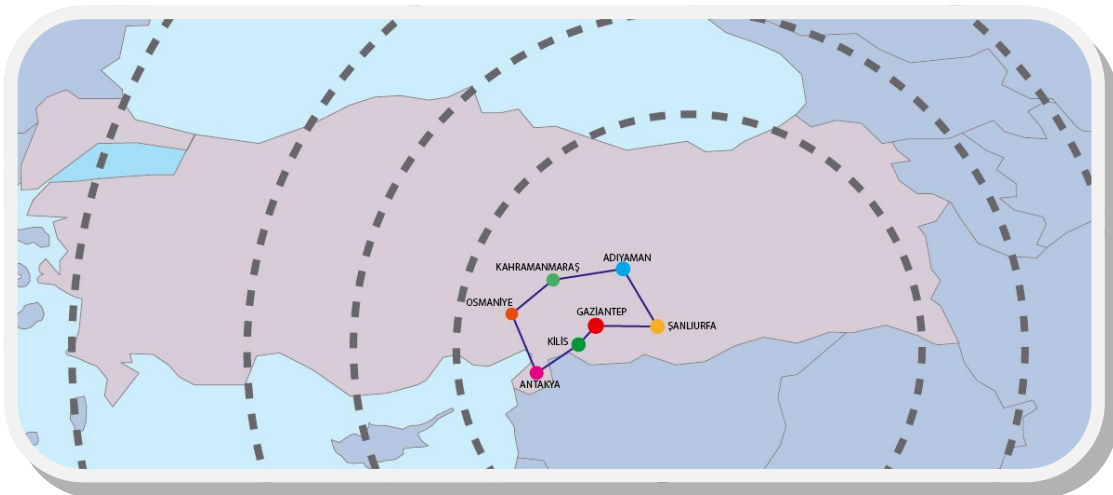 ADIYAMAN
KAHRAMANMARAŞ
OSMANİYE
GAZİANTEP
ŞANLIURFA
KİLİS
ANTAKYA